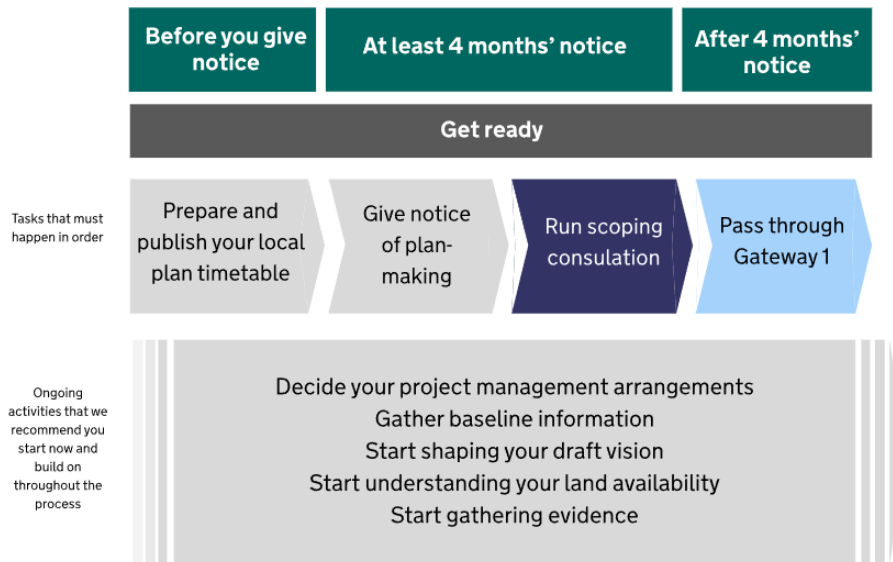 Before you give
notice
At least 4 months’ notice
After 4 months’
notice
Get ready
Tasks that must
happen in order
Prepare and
publish your local
plan timetable
Give notice
of plan-
making
Run scoping
consulation
Pass through
Gateway 1
Ongoing
activities that we
recommend you
start now and
build on
throughout the
process
Decide your project management arrangements
Gather baseline information
Start shaping your draft vision
Start understanding your land availability
Start gathering evidence